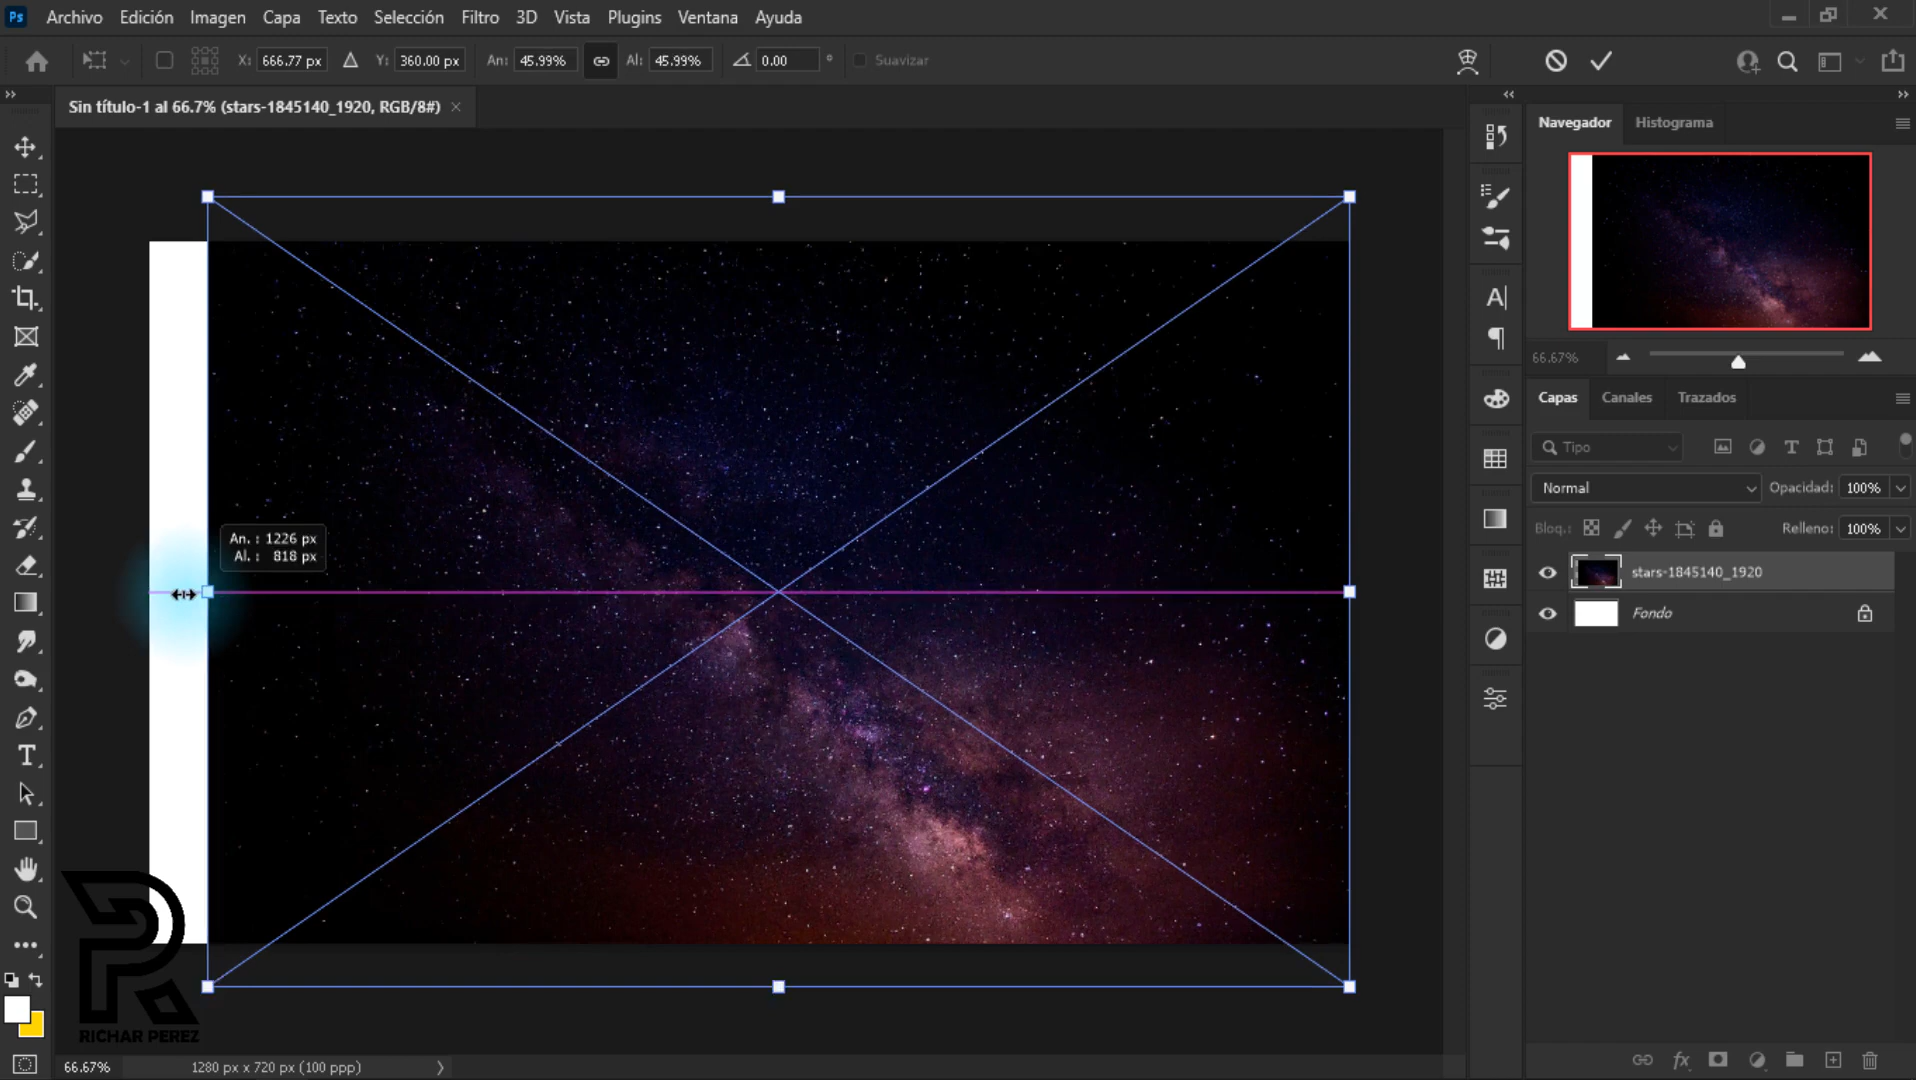 Ps Archivo Edición Imagen Capa Texto Selección Filtro 3D Vista Plugins Ventana Ayuda
X: 666.77 px Y: 360.00 px An: 45.99% Al: 45.99% 0.00 ° Suavizar
Sin título-1 al 66.7% (stars-1845140_1920, RGB/8#) ×
Navegador Histograma
66.67%
Capas Canales Trazados
Tipo
Normal Opacidad: 100%
Bloq.: Relleno: 100%
stars-1845140_1920
Fondo
An. : 1226 px
Al. : 818 px
RICHAR PEREZ
66.67% 1280 px x 720 px (100 ppp)